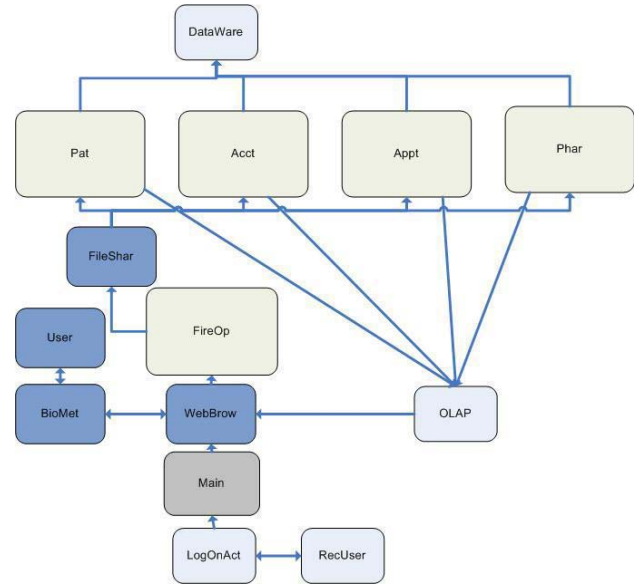 DataWare
Pat
Acct
Appt
Phar
FileShar
FireOp
User
BioMet
WebBrow
OLAP
Main
LogOnAct
RecUser